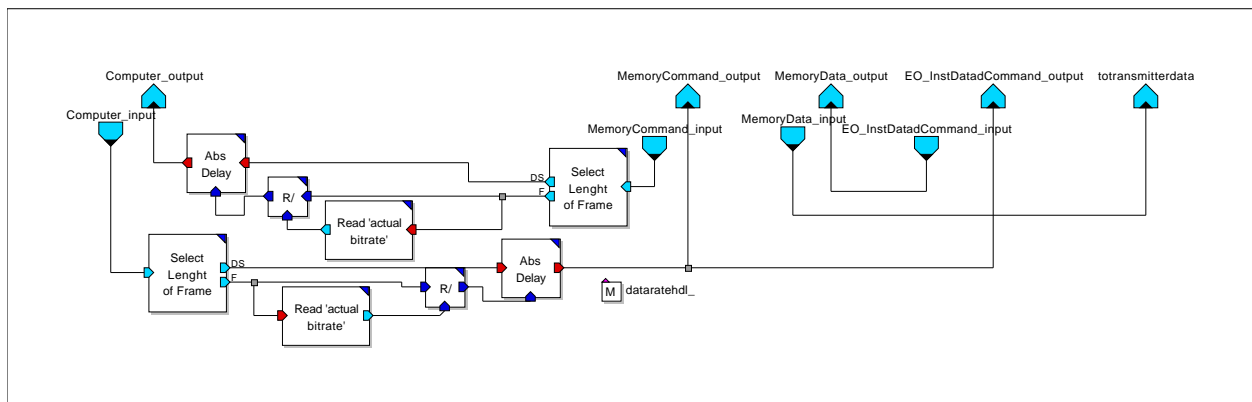 Computer_output
MemoryCommand_output
MemoryData_output
EO_InstDatadCommand_output
totransmitterdata
Computer_input
MemoryCommand_input
MemoryData_input
EO_InstDatadCommand_input
Abs
Delay
DS
F
Select
Lenght
of Frame
R/
Read 'actual
bitrate'
Select
Lenght
of Frame
DS
F
Abs
Delay
R/
Read 'actual
bitrate'
M
dataratehdl_